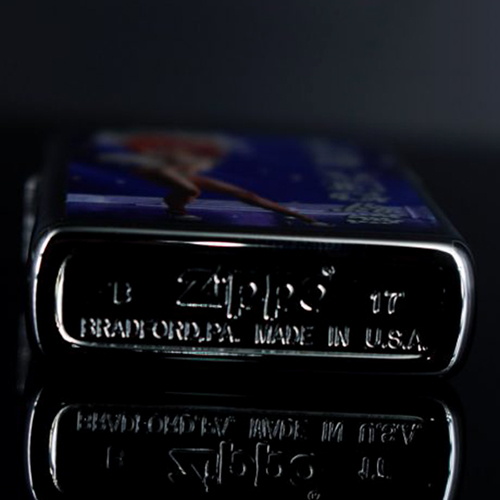 B Zippo® 17
BRADFORD,PA. MADE IN U.S.A.